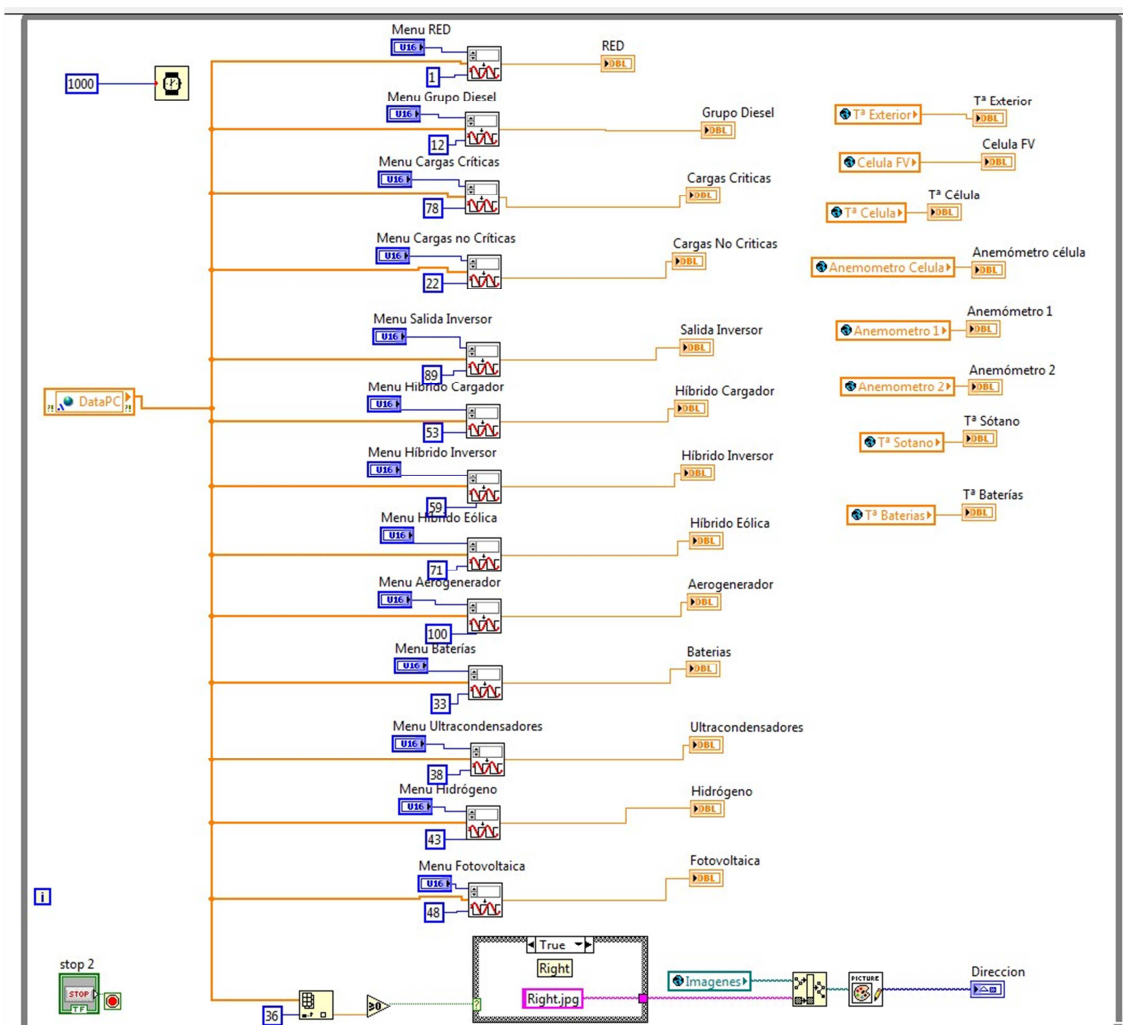 Menu RED
U16
RED
DBL
1
1000
Menu Grupo Diesel
U16
Grupo Diesel
DBL
12
Menu Cargas Críticas
U16
Cargas Criticas
DBL
78
Menu Cargas no Críticas
U16
Cargas No Criticas
DBL
22
Menu Salida Inversor
U16
Salida Inversor
DBL
89
Menu Hibrido Cargador
U16
Híbrido Cargador
DBL
53
DataPC
Menu Híbrido Inversor
U16
Híbrido Inversor
DBL
59
Menu Híbrido Eólica
U16
Híbrido Eólica
DBL
71
Menu Aerogenerador
U16
Aerogenerador
DBL
100
Menu Baterías
U16
Baterias
DBL
33
Menu Ultracondensadores
U16
Ultracondensadores
DBL
38
Menu Hidrógeno
U16
Hidrógeno
DBL
43
Menu Fotovoltaica
U16
Fotovoltaica
DBL
48
Tª Exterior
Tª Exterior
DBL
Celula FV
Celula FV
DBL
Tª Celula
Tª Célula
DBL
Anemometro Celula
Anemómetro célula
DBL
Anemometro 1
Anemómetro 1
DBL
Anemometro 2
Anemómetro 2
DBL
Tª Sotano
Tª Sótano
DBL
Tª Baterias
Tª Baterías
DBL
i
stop 2
STOP
TF
36
≥0
?
True
Right
Right.jpg
Imagenes
PICTURE
Direccion